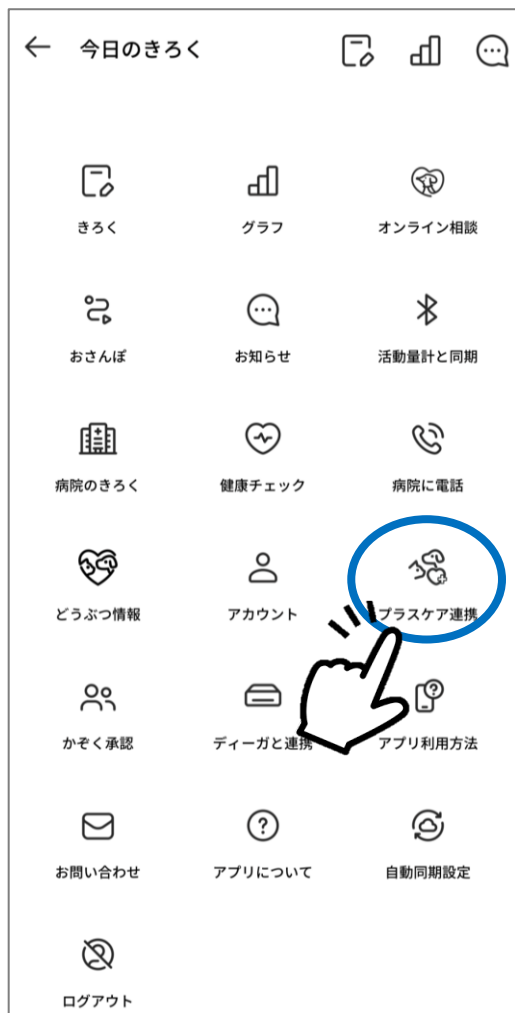 今日のきろく
きろく グラフ オンライン相談
おさんぽ お知らせ 活動量計と同期
病院のきろく 健康チェック 病院に電話
どうぶつ情報 アカウント プラスケア連携
かぞく承認 ディーガと連携 アプリ利用方法
お問い合わせ アプリについて 自動同期設定
ログアウト